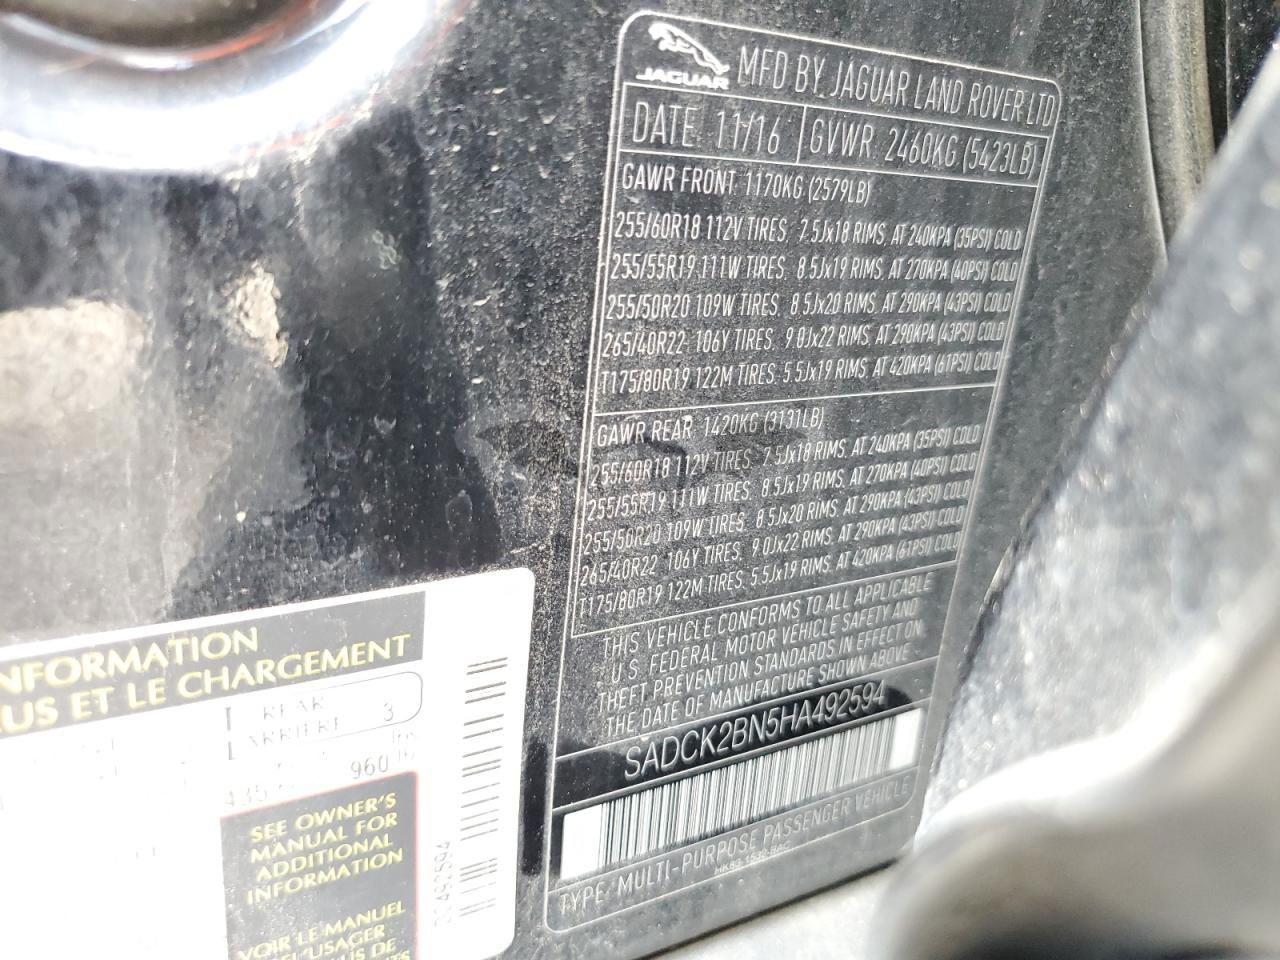 JAGUAR MFD BY JAGUAR LAND ROVER LTD
DATE: 11/16 GVWR 2460KG (5423LB)
GAWR FRONT 1170KG (2579LB)
255/60R18 112V TIRES, 7.5Jx18 RIMS, AT 240KPA (35PSI) COLD
255/55R19 111W TIRES, 8.5Jx19 RIMS, AT 270KPA (40PSI) COLD
255/50R20 109W TIRES, 8.5Jx20 RIMS, AT 290KPA (43PSI) COLD
265/40R22 106Y TIRES, 9.0Jx22 RIMS, AT 290KPA (43PSI) COLD
T175/80R19 122M TIRES, 5.5Jx19 RIMS, AT 420KPA (61PSI) COLD
GAWR REAR 1420KG (3131LB)
255/60R18 112V TIRES, 7.5Jx18 RIMS, AT 240KPA (35PSI) COLD
255/55R19 111W TIRES, 8.5Jx19 RIMS, AT 270KPA (40PSI) COLD
255/50R20 109W TIRES, 8.5Jx20 RIMS, AT 290KPA (43PSI) COLD
265/40R22 106Y TIRES, 9.0Jx22 RIMS, AT 290KPA (43PSI) COLD
T175/80R19 122M TIRES, 5.5Jx19 RIMS, AT 420KPA (61PSI) COLD
THIS VEHICLE CONFORMS TO ALL APPLICABLE
U.S. FEDERAL MOTOR VEHICLE SAFETY AND
THEFT PREVENTION STANDARDS IN EFFECT ON
THE DATE OF MANUFACTURE SHOWN ABOVE
SADCK2BN5HA492594
TYPE: MULTI-PURPOSE PASSENGER VEHICLE
NFORMATION
US ET LE CHARGEMENT
REAR
ARRIERE 3
960
SEE OWNER'S
MANUAL FOR
ADDITIONAL
INFORMATION
VOIR LE MANUEL
L'USAGER
US DE